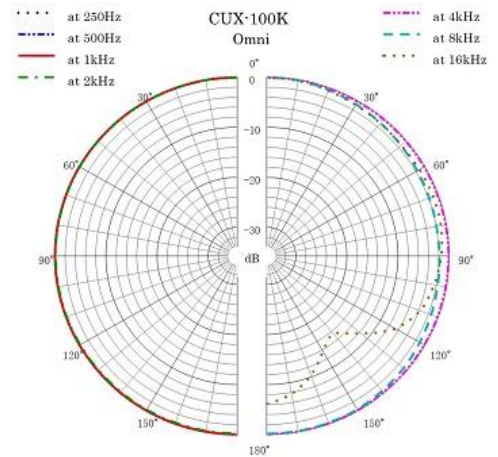 CUX-100K
Omni
at 250Hz
at 500Hz
at 1kHz
at 2kHz
at 4kHz
at 8kHz
at 16kHz
0°
0
30°
30°
-10
60°
60°
-20
-30
90°
dB
90°
120°
120°
150°
150°
180°